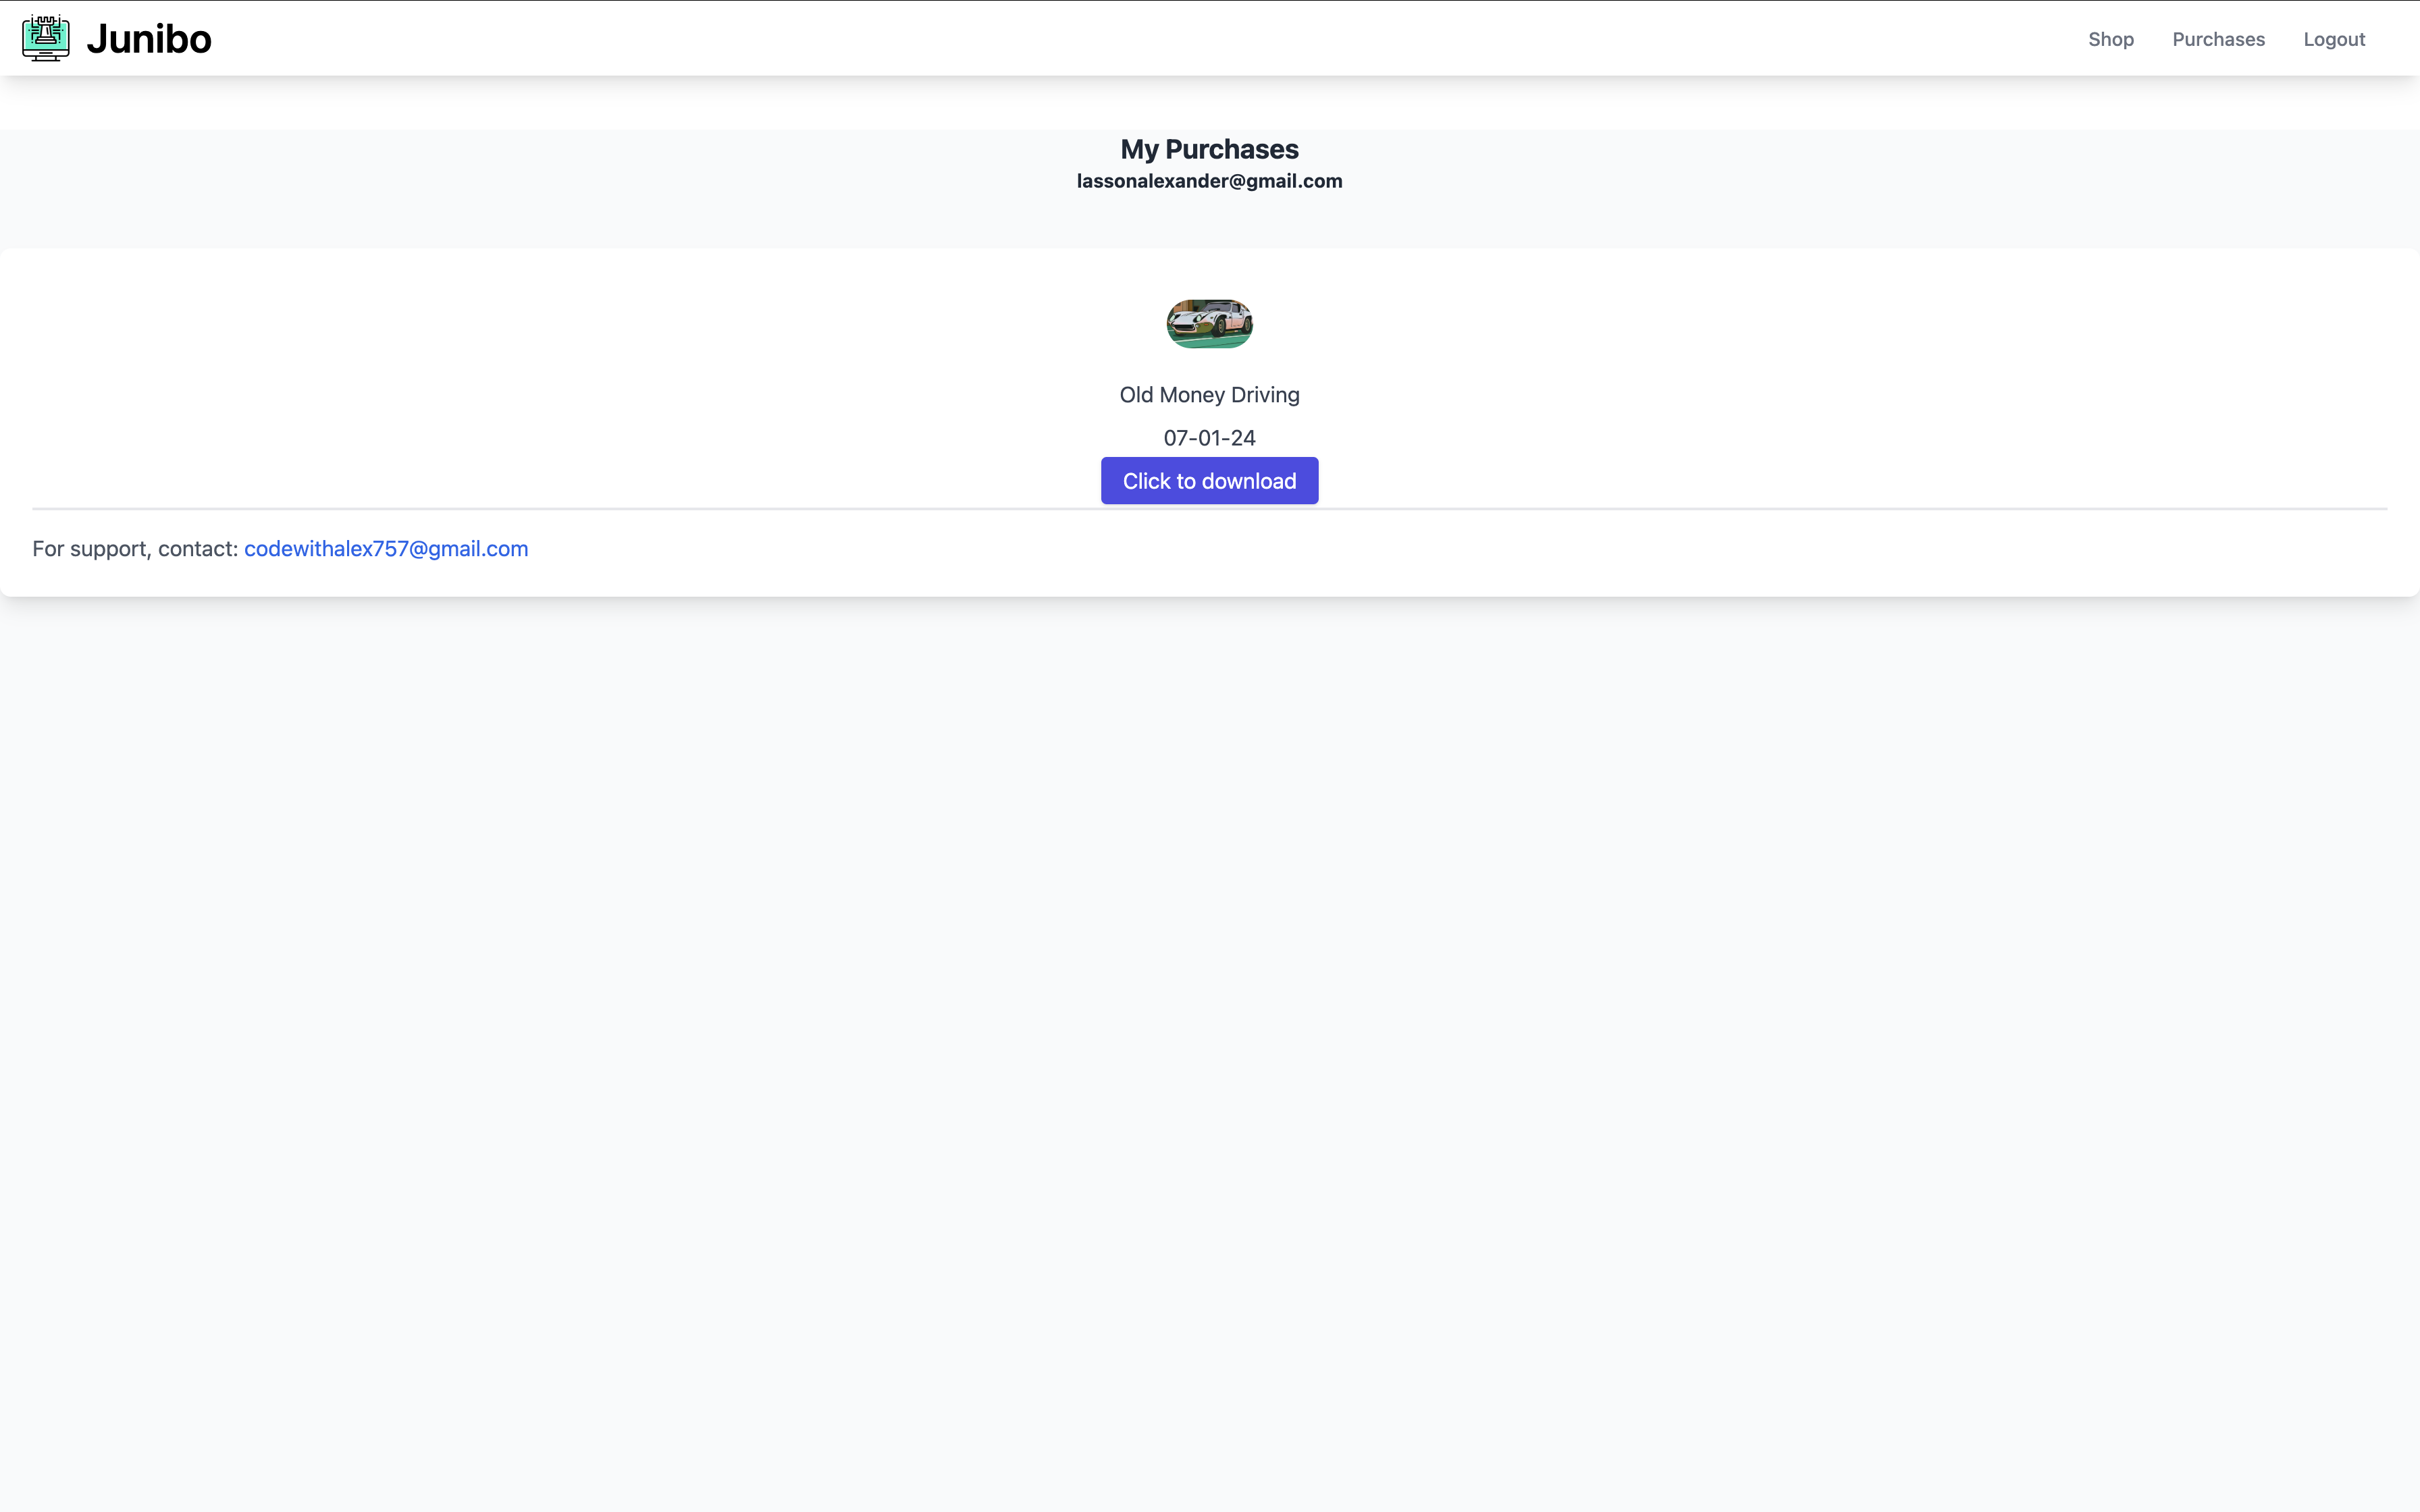 Junibo
Shop Purchases Logout
My Purchases
lassonalexander@gmail.com
Old Money Driving
07-01-24
Click to download
For support, contact: codewithalex757@gmail.com